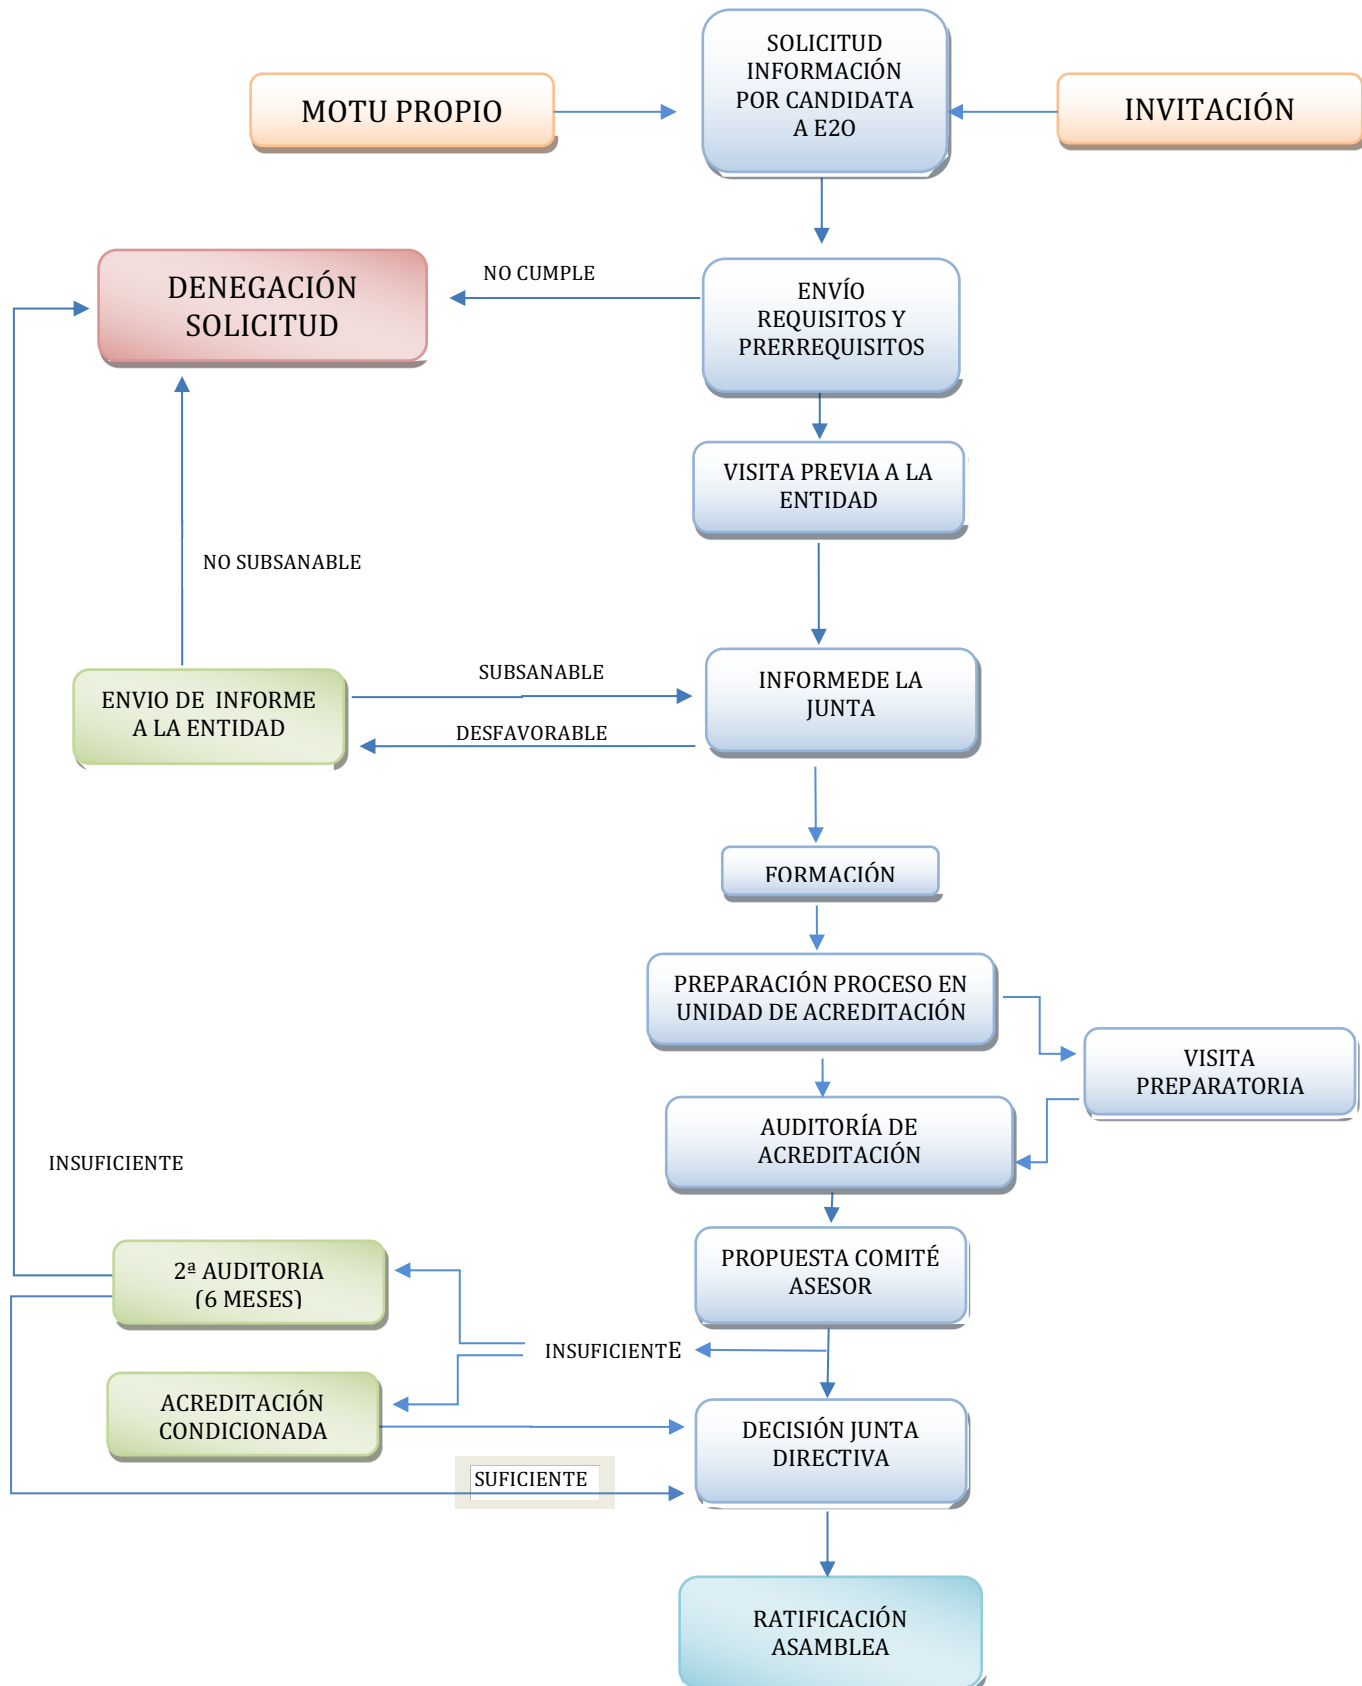 SOLICITUD
INFORMACIÓN
POR CANDIDATA
A E2O
MOTU PROPIO
INVITACIÓN
DENEGACIÓN
SOLICITUD
NO CUMPLE
ENVÍO
REQUISITOS Y
PRERREQUISITOS
VISITA PREVIA A LA
ENTIDAD
NO SUBSANABLE
ENVIO DE INFORME
A LA ENTIDAD
SUBSANABLE
DESFAVORABLE
INFORMEDE LA
JUNTA
FORMACIÓN
PREPARACIÓN PROCESO EN
UNIDAD DE ACREDITACIÓN
VISITA
PREPARATORIA
AUDITORÍA DE
ACREDITACIÓN
INSUFICIENTE
PROPUESTA COMITÉ
ASESOR
2ª AUDITORIA
(6 MESES)
INSUFICIENTE
ACREDITACIÓN
CONDICIONADA
DECISIÓN JUNTA
DIRECTIVA
SUFICIENTE
RATIFICACIÓN
ASAMBLEA